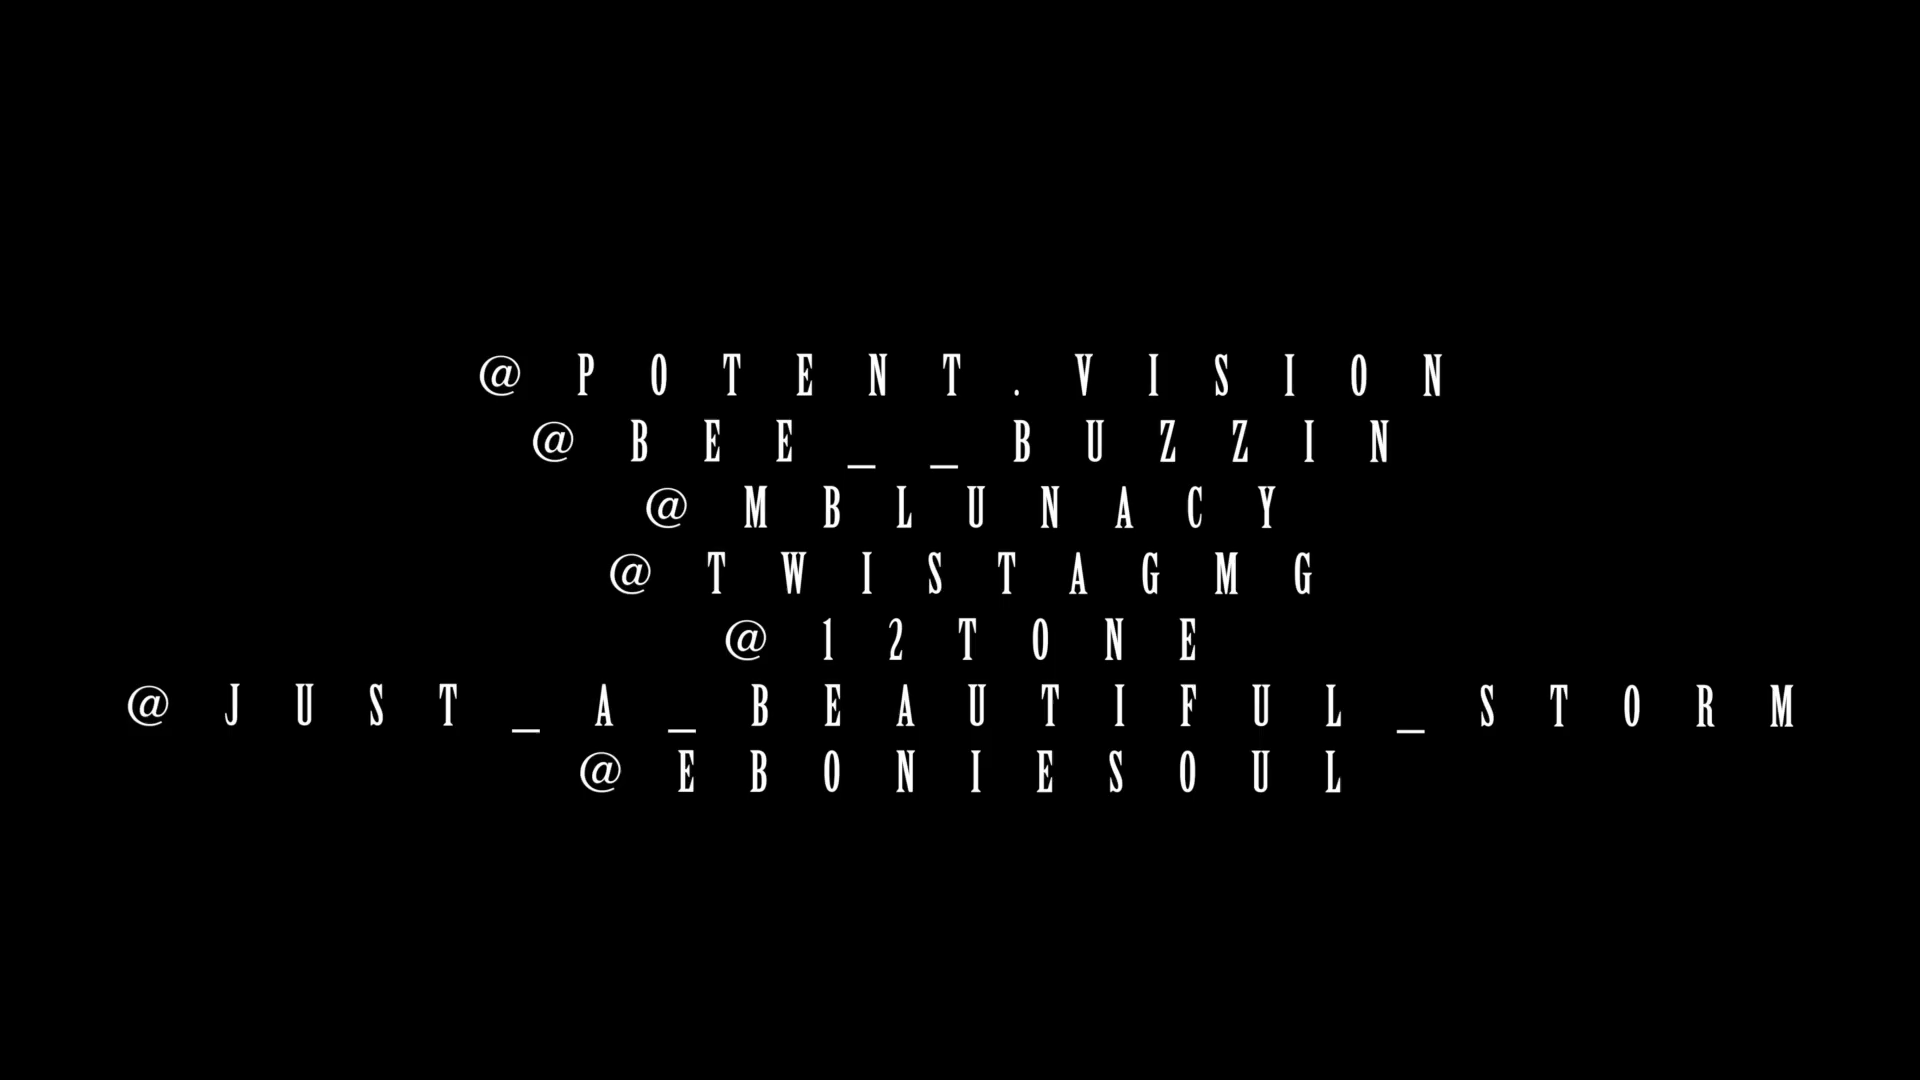 @POTENT.VISION
@BEE__BUZZIN
@MBLUNACY
@TWISTAGMG
@12TONE
@JUST_A_BEAUTIFUL_STORM
@EBONIESOUL